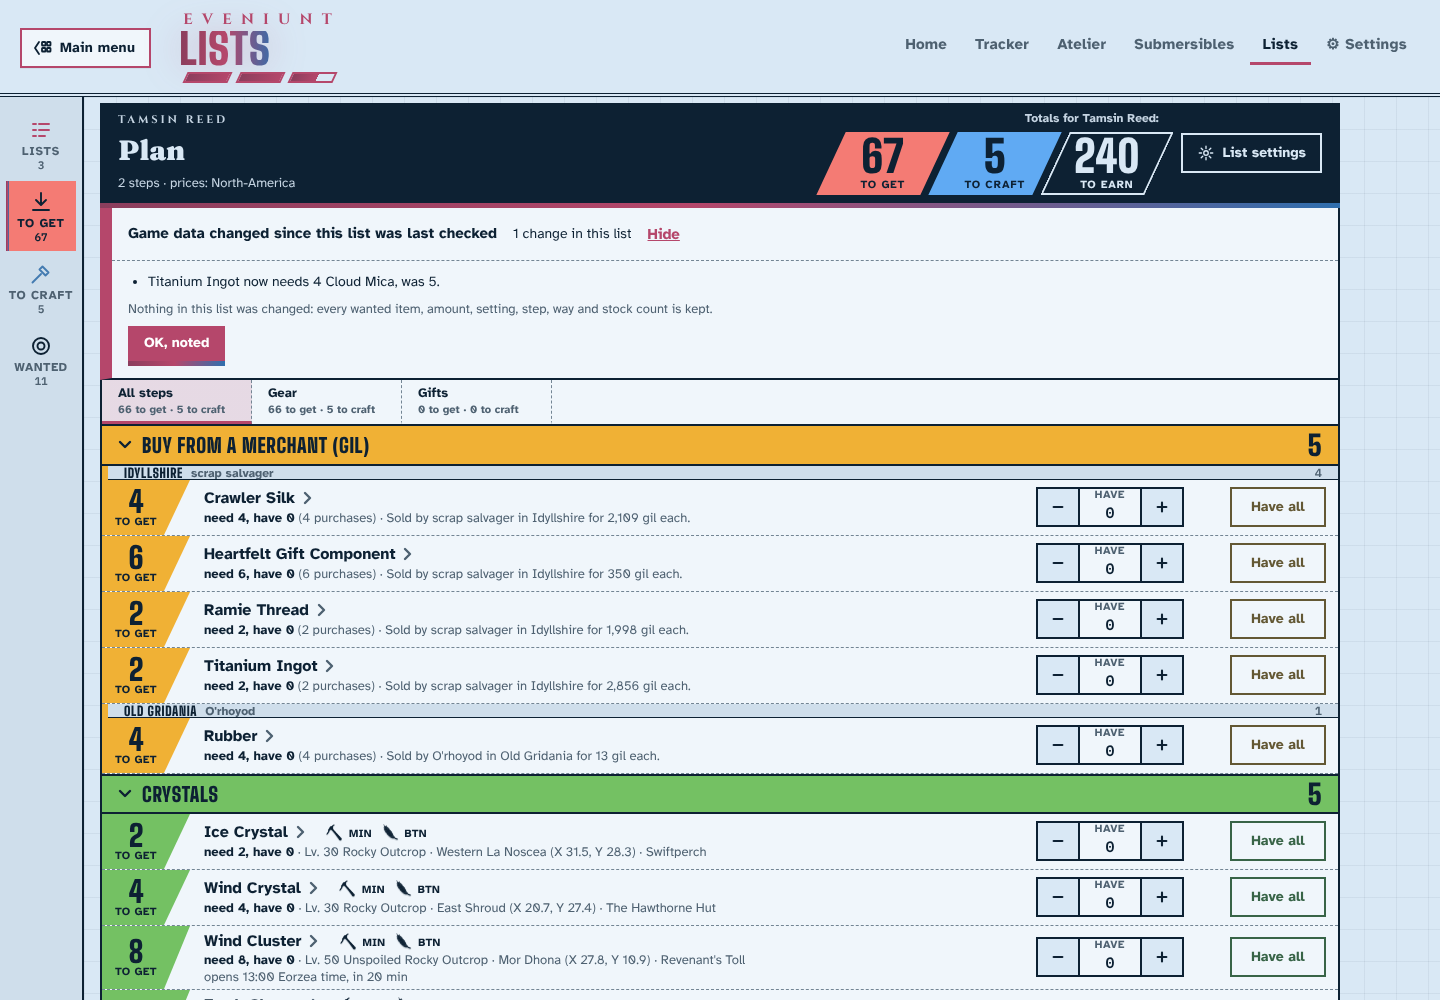 Main menu
EVENIUNT
LISTS
Home
Tracker
Atelier
Submersibles
Lists
Settings
LISTS
3
TO GET
67
TO CRAFT
5
WANTED
11
TAMSIN REED
Plan
2 steps · prices: North-America
Totals for Tamsin Reed:
67
TO GET
5
TO CRAFT
240
TO EARN
List settings
Game data changed since this list was last checked 1 change in this list Hide
• Titanium Ingot now needs 4 Cloud Mica, was 5.
Nothing in this list was changed: every wanted item, amount, setting, step, way and stock count is kept.
OK, noted
All steps
66 to get · 5 to craft
Gear
66 to get · 5 to craft
Gifts
0 to get · 0 to craft
BUY FROM A MERCHANT (GIL) 5
IDYLLSHIRE scrap salvager 4
4
TO GET
Crawler Silk
need 4, have 0 (4 purchases) · Sold by scrap salvager in Idyllshire for 2,109 gil each.
− HAVE 0 +
Have all
6
TO GET
Heartfelt Gift Component
need 6, have 0 (6 purchases) · Sold by scrap salvager in Idyllshire for 350 gil each.
− HAVE 0 +
Have all
2
TO GET
Ramie Thread
need 2, have 0 (2 purchases) · Sold by scrap salvager in Idyllshire for 1,998 gil each.
− HAVE 0 +
Have all
2
TO GET
Titanium Ingot
need 2, have 0 (2 purchases) · Sold by scrap salvager in Idyllshire for 2,856 gil each.
− HAVE 0 +
Have all
OLD GRIDANIA O'rhoyod 1
4
TO GET
Rubber
need 4, have 0 (4 purchases) · Sold by O'rhoyod in Old Gridania for 13 gil each.
− HAVE 0 +
Have all
CRYSTALS 5
2
TO GET
Ice Crystal MIN BTN
need 2, have 0 · Lv. 30 Rocky Outcrop · Western La Noscea (X 31.5, Y 28.3) · Swiftperch
− HAVE 0 +
Have all
4
TO GET
Wind Crystal MIN BTN
need 4, have 0 · Lv. 30 Rocky Outcrop · East Shroud (X 20.7, Y 27.4) · The Hawthorne Hut
− HAVE 0 +
Have all
8
TO GET
Wind Cluster MIN BTN
need 8, have 0 · Lv. 50 Unspoiled Rocky Outcrop · Mor Dhona (X 27.8, Y 10.9) · Revenant's Toll
opens 13:00 Eorzea time, in 20 min
− HAVE 0 +
Have all